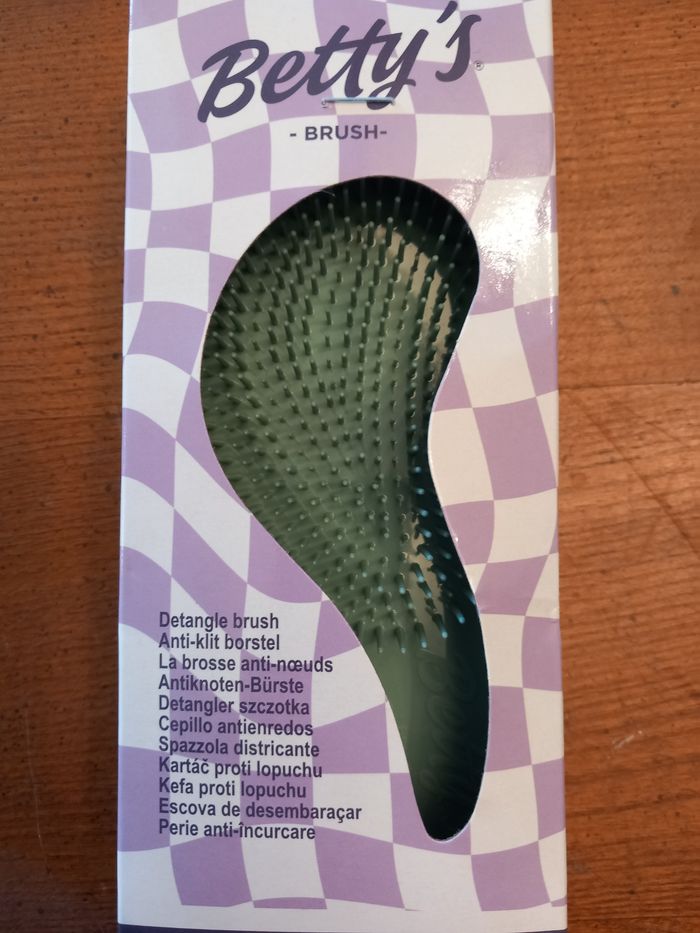 Betty's®
- BRUSH-
Detangle brush
Anti-klit borstel
La brosse anti-nœuds
Antiknoten-Bürste
Detangler szczotka
Cepillo antienredos
Spazzola districante
Kartáč proti lopuchu
Kefa proti lopuchu
Escova de desembaraçar
Perie anti-încurcare